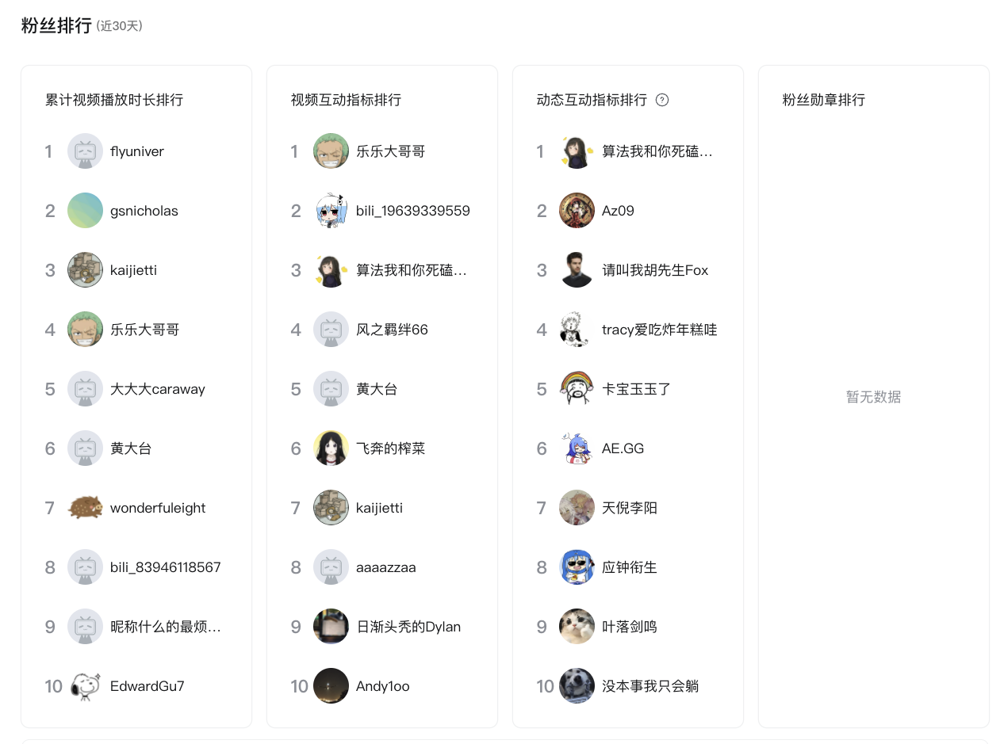 粉丝排行 (近30天)
累计视频播放时长排行
1 flyuniver
2 gsnicholas
3 kaijietti
4 乐乐大哥哥
5 大大大caraway
6 黄大台
7 wonderfuleight
8 bili_83946118567
9 昵称什么的最烦...
10 EdwardGu7
视频互动指标排行
1 乐乐大哥哥
2 bili_19639339559
3 算法我和你死磕...
4 风之羁绊66
5 黄大台
6 飞奔的榨菜
7 kaijietti
8 aaaazzaa
9 日渐头秃的Dylan
10 Andy1oo
动态互动指标排行 ?
1 算法我和你死磕...
2 Az09
3 请叫我胡先生Fox
4 tracy爱吃炸年糕哇
5 卡宝玉玉了
6 AE.GG
7 天倪李阳
8 应钟衔生
9 叶落剑鸣
10 没本事我只会躺
粉丝勋章排行
暂无数据